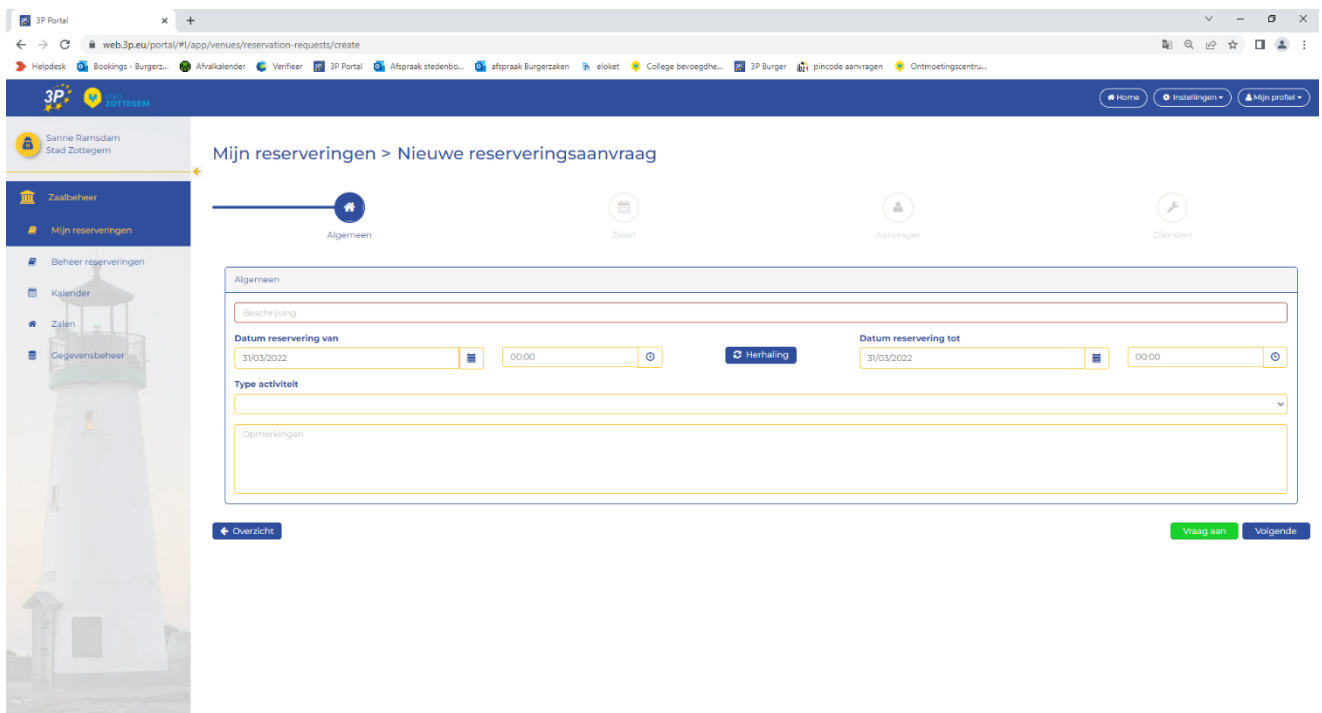 3P Portal
web.3p.eu/portal/#!/app/venues/reservation-requests/create
Helpdesk Bookings - Burgerz... Afvalkalender Verifieer 3P Portal Afspraak stedenbo... afspraak Burgerzaken eloket College bevoegdhe... 3P Burger pincode aanvragen Ontmoetingscentru...
3P STAD ZOTTEGEM Home Instellingen Mijn profiel
Sanne Ramsdam
Stad Zottegem
Mijn reserveringen > Nieuwe reserveringsaanvraag
Zaalbeheer
Mijn reserveringen
Beheer reserveringen
Kalender
Zalen
Gegevensbeheer
Algemeen Zalen Aanvrager Diensten
Algemeen
Beschrijving
Datum reservering van Datum reservering tot
31/03/2022 00:00 Herhaling 31/03/2022 00:00
Type activiteit
Opmerkingen
Overzicht Vraag aan Volgende